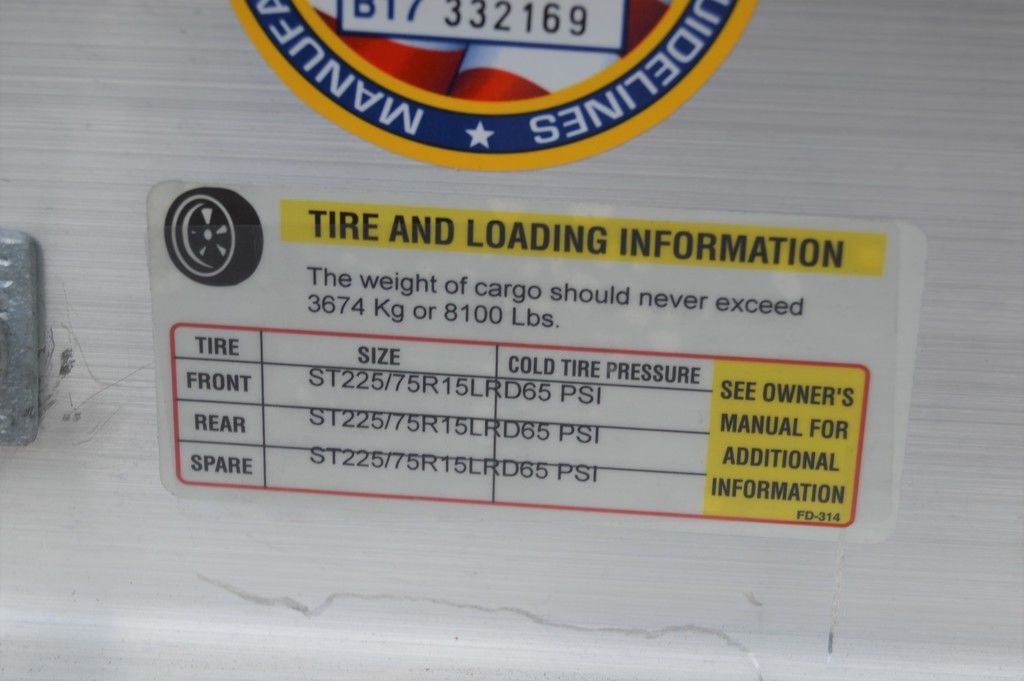 B17 332169
MANUFA
UIDELINES
TIRE AND LOADING INFORMATION
The weight of cargo should never exceed
3674 Kg or 8100 Lbs.
TIRE SIZE COLD TIRE PRESSURE
FRONT ST225/75R15LRD65 PSI
REAR ST225/75R15LRD65 PSI
SPARE ST225/75R15LRD65 PSI
SEE OWNER'S
MANUAL FOR
ADDITIONAL
INFORMATION
FD-314